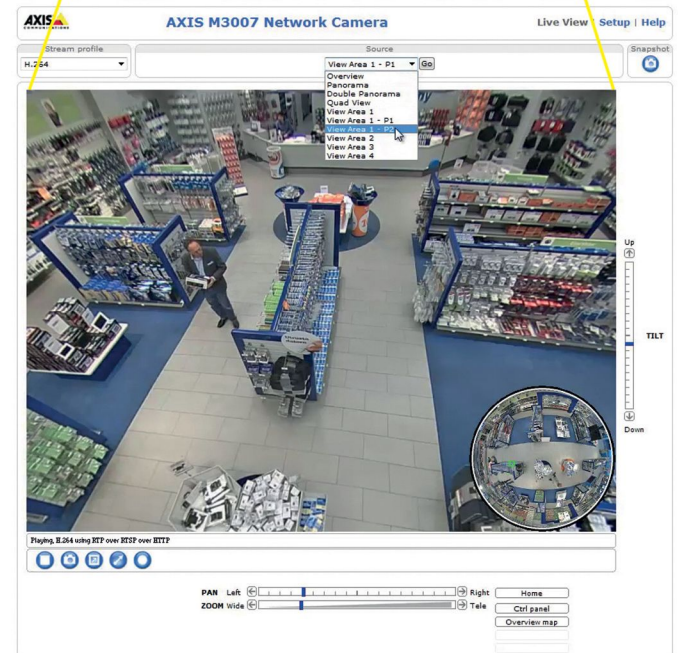 AXIS
COMMUNICATIONS
AXIS M3007 Network Camera
Live View | Setup | Help
Stream profile
Source
Snapshot
H.264
View Area 1 - P1
Go
Overview
Panorama
Double Panorama
Quad View
View Area 1
View Area 1 - P1
View Area 1 - P2
View Area 2
View Area 3
View Area 4
Up
TILT
Down
Playing, H.264 using RTP over RTSP over HTTP
PAN Left
Right
Home
ZOOM Wide
Tele
Ctrl panel
Overview map